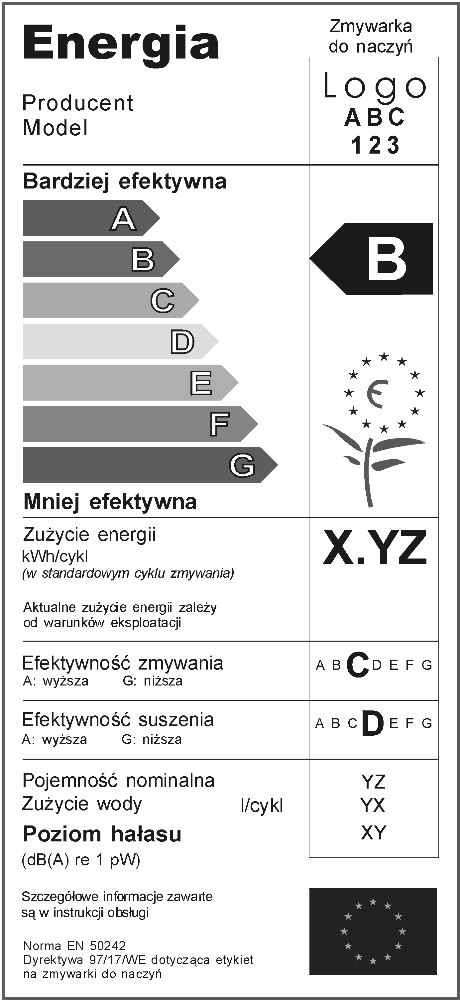 Energia
Zmywarka
do naczyń
Logo
ABC
123
Producent
Model
Bardziej efektywna
A
B
C
D
E
F
G
B
Mniej efektywna
Zużycie energii
kWh/cykl
(w standardowym cyklu zmywania)
X.YZ
Aktualne zużycie energii zależy
od warunków eksploatacji
Efektywność zmywania
A: wyższa G: niższa
A B C D E F G
Efektywność suszenia
A: wyższa G: niższa
A B C D E F G
Pojemność nominalna YZ
Zużycie wody l/cykl YX
Poziom hałasu XY
(dB(A) re 1 pW)
Szczegółowe informacje zawarte
są w instrukcji obsługi
Norma EN 50242
Dyrektywa 97/17/WE dotycząca etykiet
na zmywarki do naczyń